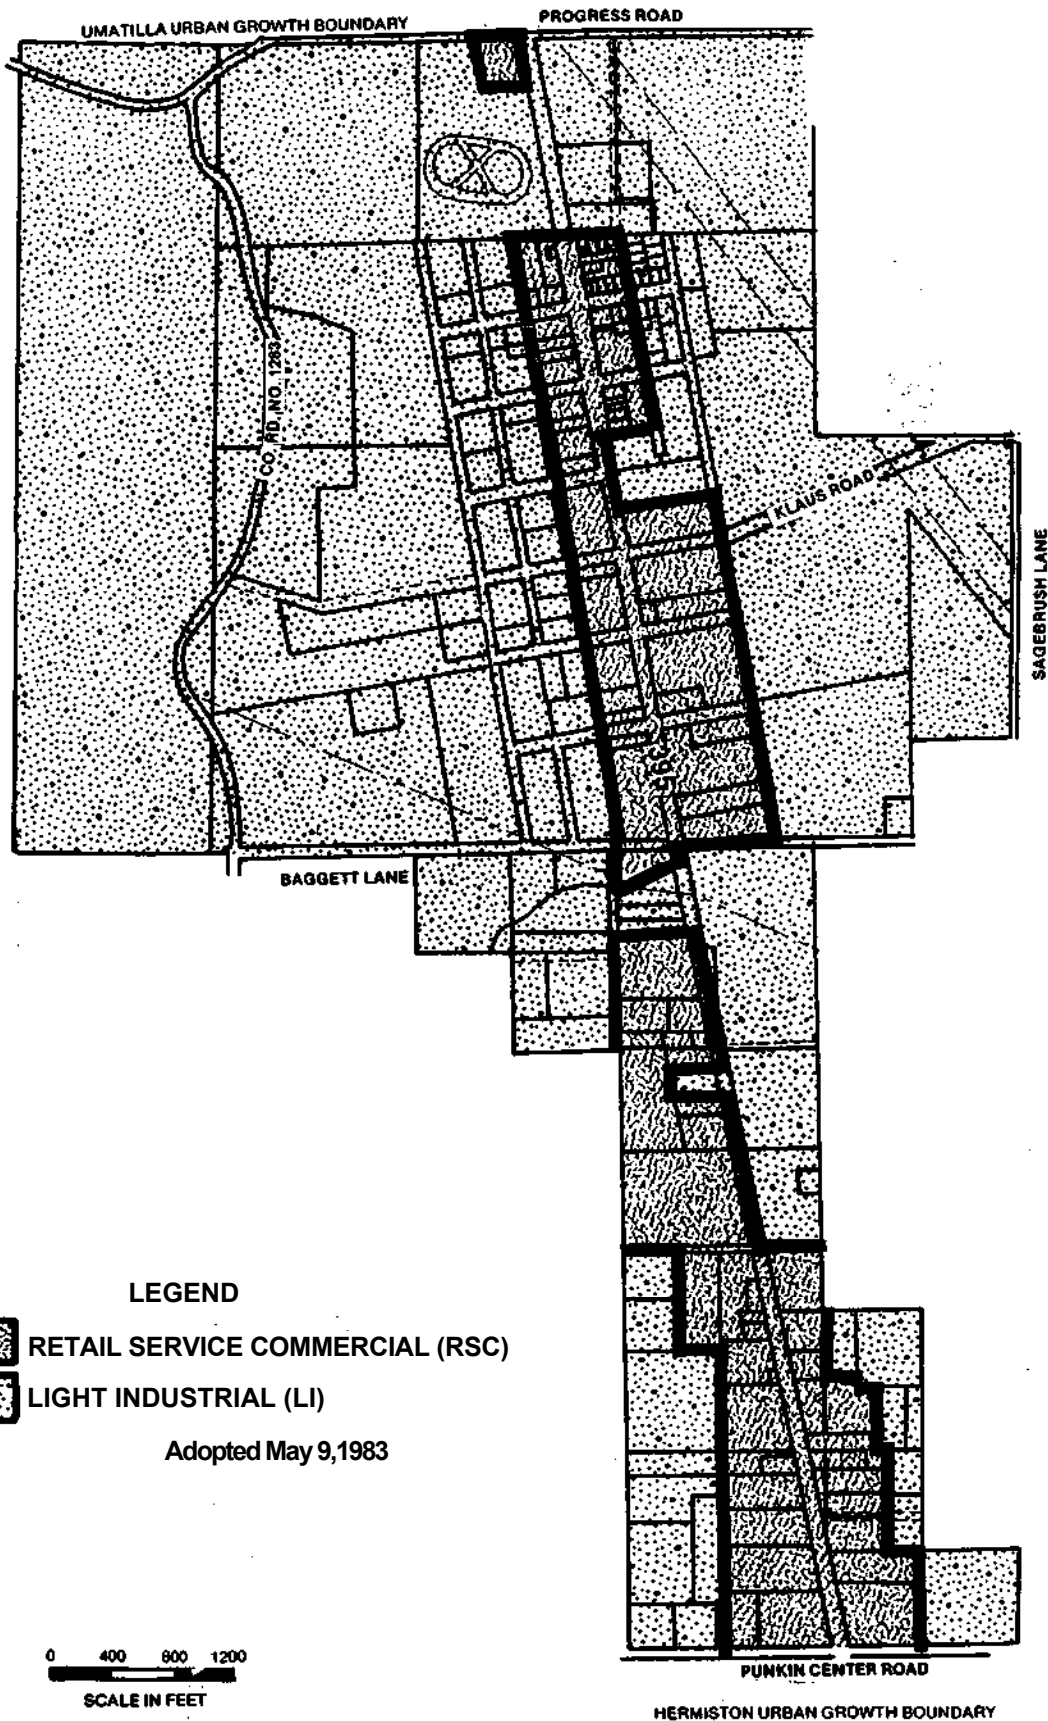 UMATILLA URBAN GROWTH BOUNDARY
PROGRESS ROAD
CO. RD. NO. 1283
KLAUS ROAD
SAGEBRUSH LANE
395
BAGGETT LANE
LEGEND
RETAIL SERVICE COMMERCIAL (RSC)
LIGHT INDUSTRIAL (LI)
Adopted May 9,1983
0 400 800 1200
SCALE IN FEET
PUNKIN CENTER ROAD
HERMISTON URBAN GROWTH BOUNDARY